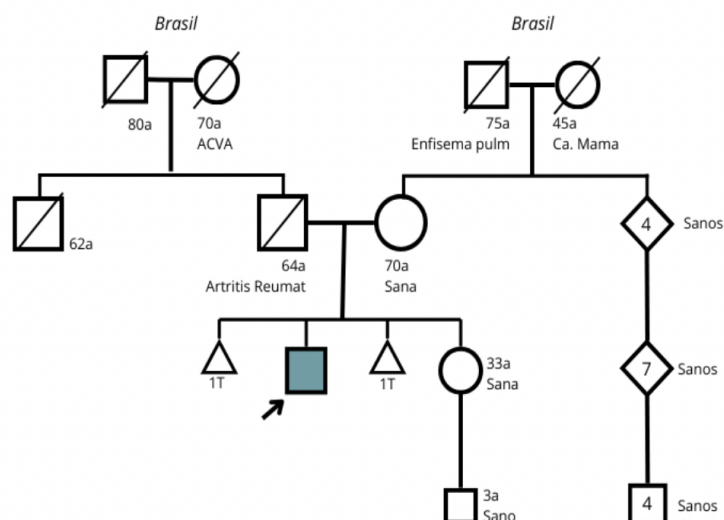 Brasil
Brasil
80a
70a
ACVA
75a
Enfisema pulm
45a
Ca. Mama
62a
64a
Artritis Reumat
70a
Sana
4
Sanos
1T
1T
33a
Sana
7
Sanos
3a
Sano
4
Sanos